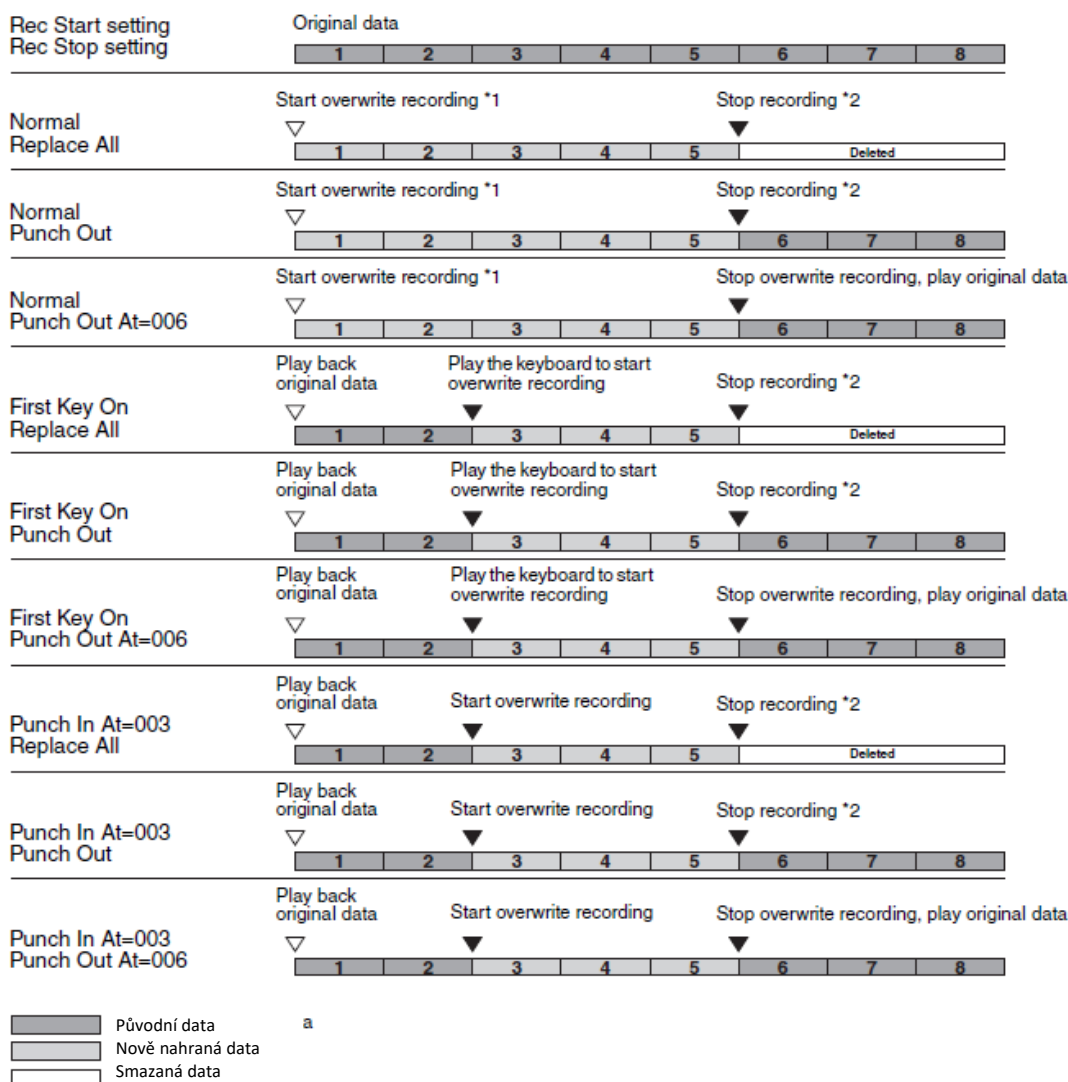 Rec Start setting
Rec Stop setting
Original data
1 2 3 4 5 6 7 8
Normal
Replace All
Start overwrite recording *1
Stop recording *2
1 2 3 4 5 Deleted
Normal
Punch Out
Start overwrite recording *1
Stop recording *2
1 2 3 4 5 6 7 8
Normal
Punch Out At=006
Start overwrite recording *1
Stop overwrite recording, play original data
1 2 3 4 5 6 7 8
First Key On
Replace All
Play back
original data
Play the keyboard to start
overwrite recording
Stop recording *2
1 2 3 4 5 Deleted
First Key On
Punch Out
Play back
original data
Play the keyboard to start
overwrite recording
Stop recording *2
1 2 3 4 5 6 7 8
First Key On
Punch Out At=006
Play back
original data
Play the keyboard to start
overwrite recording
Stop overwrite recording, play original data
1 2 3 4 5 6 7 8
Punch In At=003
Replace All
Play back
original data
Start overwrite recording
Stop recording *2
1 2 3 4 5 Deleted
Punch In At=003
Punch Out
Play back
original data
Start overwrite recording
Stop recording *2
1 2 3 4 5 6 7 8
Punch In At=003
Punch Out At=006
Play back
original data
Start overwrite recording
Stop overwrite recording, play original data
1 2 3 4 5 6 7 8
Původní data
a
Nově nahraná data
Smazaná data